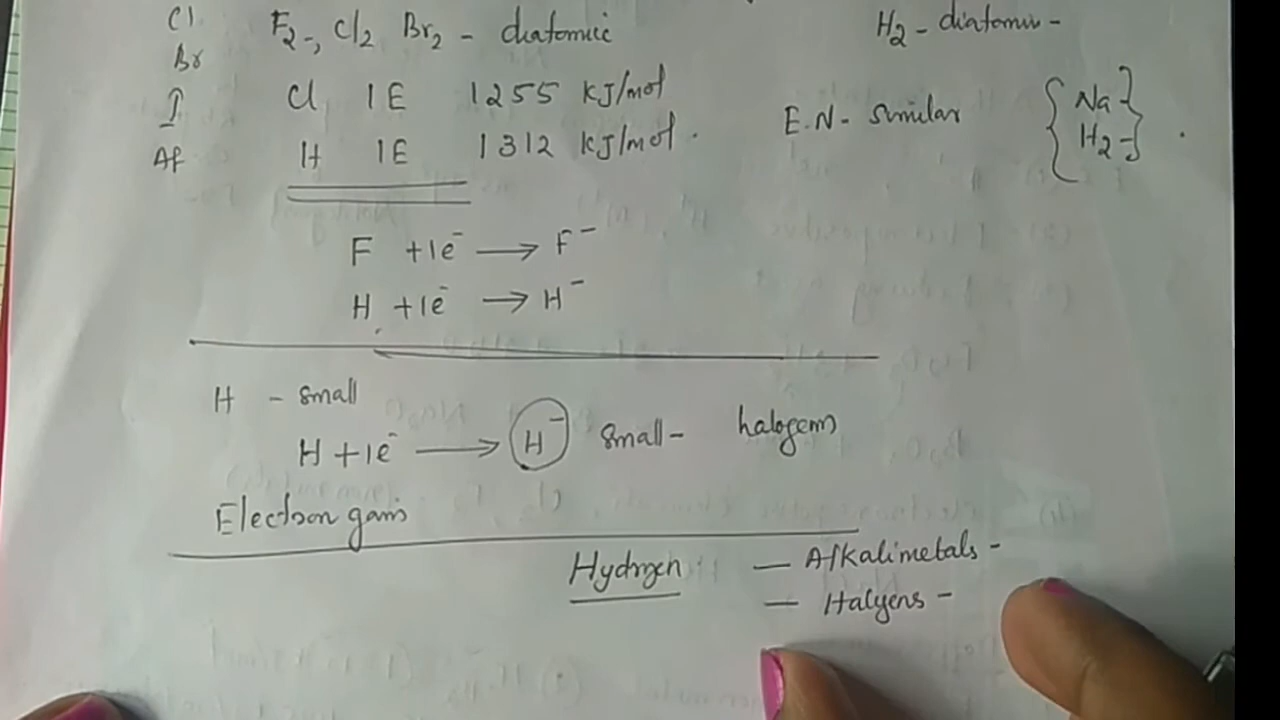 Cl
F2-, Cl2 Br2 - diatomic
H2 - diatomic -
Br
I
Cl IE 1255 KJ/mol
E.N - Similar
{ Na }
H2-
At
H IE 1312 KJ/mol.
F +1e⁻ → F⁻
H +1e⁻ → H⁻
H - small
H +1e⁻ → H⁻ small - halogens
Electron gain
Hydrogen — Alkalimetals -
— Halgens -